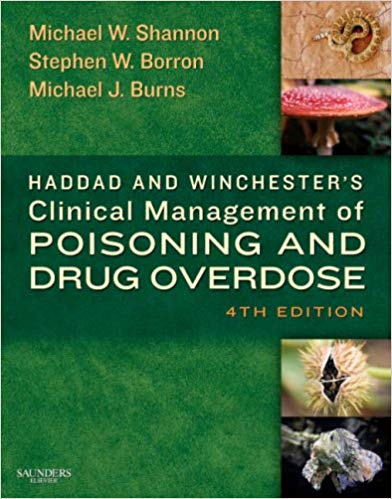 Michael W. Shannon
Stephen W. Borron
Michael J. Burns
HADDAD AND WINCHESTER'S
Clinical Management of
POISONING AND
DRUG OVERDOSE
4TH EDITION
SAUNDERS
ELSEVIER